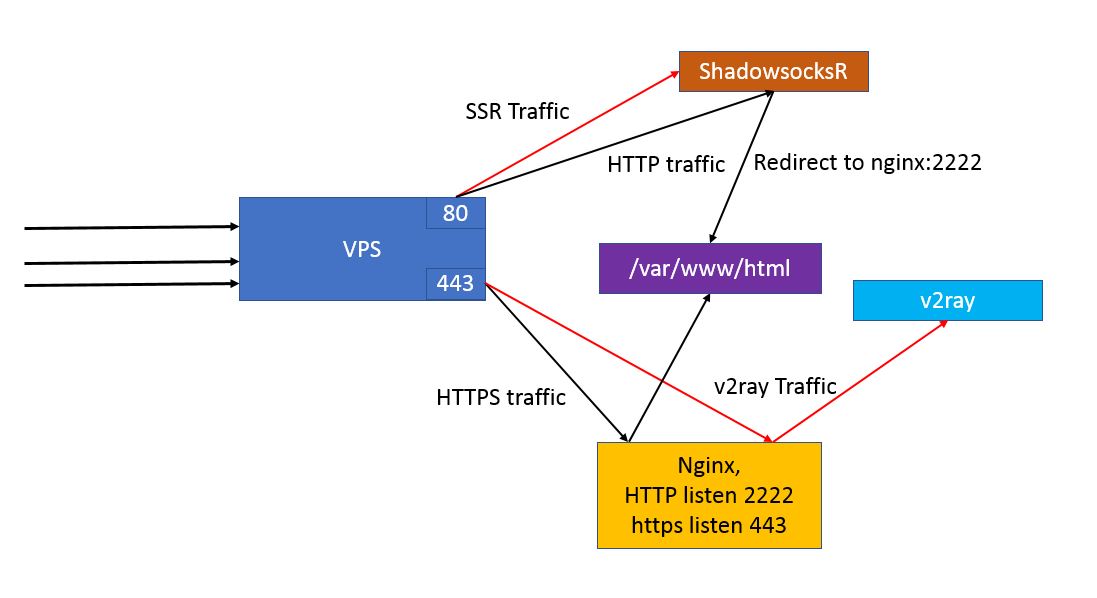 ShadowsocksR
SSR Traffic
HTTP traffic
Redirect to nginx:2222
80
VPS
443
/var/www/html
v2ray
HTTPS traffic
v2ray Traffic
Nginx,
HTTP listen 2222
https listen 443